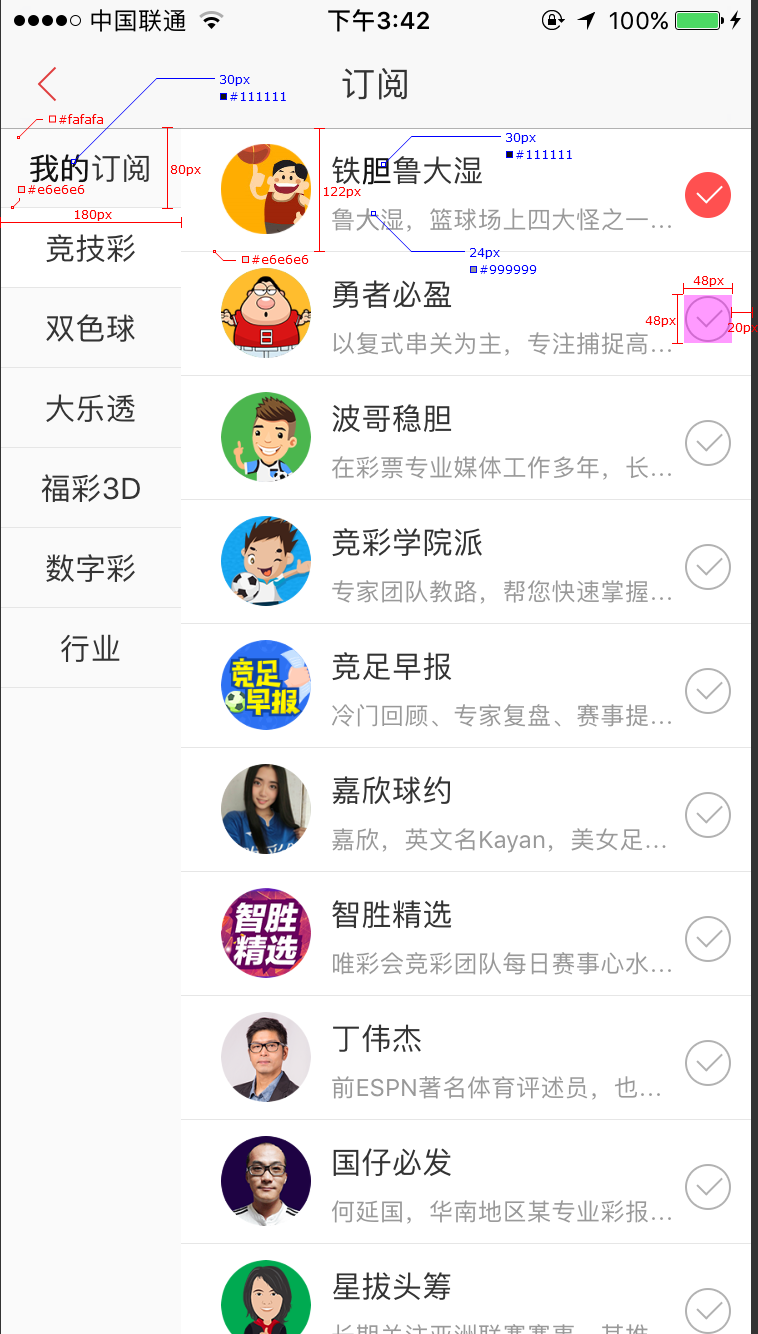 中国联通 下午3:42 100%
订阅
30px
#111111
#fafafa
我的订阅
80px
#e6e6e6
180px
竞技彩
双色球
大乐透
福彩3D
数字彩
行业
30px
#111111
铁胆鲁大湿
122px
鲁大湿，篮球场上四大怪之一...
24px
#999999
#e6e6e6
勇者必盈
以复式串关为主，专注捕捉高...
48px
48px
20px
波哥稳胆
在彩票专业媒体工作多年，长...
竞彩学院派
专家团队教路，帮您快速掌握...
竞足
早报
竞足早报
冷门回顾、专家复盘、赛事提...
嘉欣球约
嘉欣，英文名Kayan，美女足...
智胜
精选
智胜精选
唯彩会竞彩团队每日赛事心水...
丁伟杰
前ESPN著名体育评述员，也...
国仔必发
何延国，华南地区某专业彩报...
星拔头筹